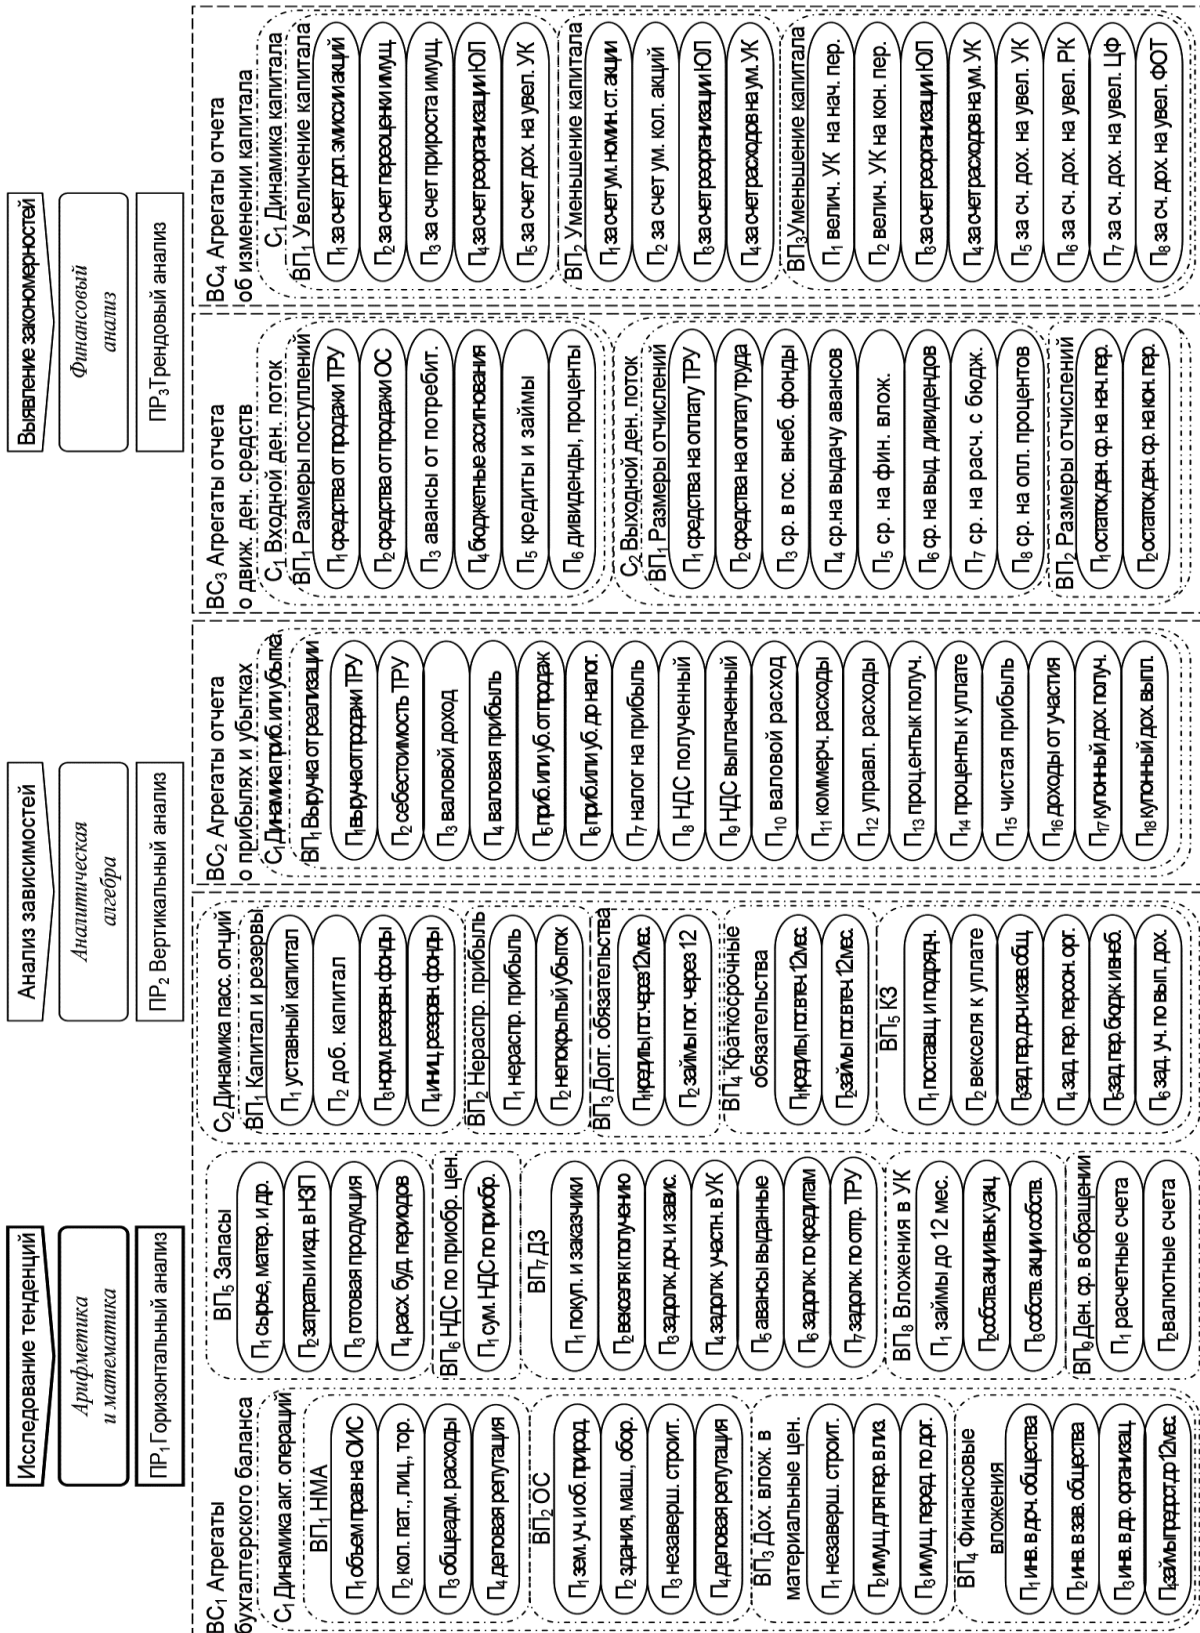 Исследование тенденций
Арифметика
и математика
ПР₁ Горизонтальный анализ
Анализ зависимостей
Аналитическая
алгебра
ПР₂ Вертикальный анализ
Выявление закономерностей
Финансовый
анализ
ПР₃Трендовый анализ
ВС₁ Агрегаты
бухгалтерского баланса
С₁ Динамика акт. операций
ВП₁ НМА
П₁ объем прав на ОИС
П₂ кол. пат., лиц., тор.
П₃ общеадм. расходы
П₄ деловая репутация
ВП₂ ОС
П₁ зем. уч. и об. природ.
П₂ здания, маш., обор.
П₃ незаверш. строит.
П₄ деловая репутация
ВП₃ Дох. влож. в
материальные цен.
П₁ незаверш. строит.
П₂ имущ. для пер. в лиз.
П₃ имущ. перед. по дог.
ВП₄ Финансовые
вложения
П₁ инв. в доч. общества
П₂ инв. в зав. общества
П₃ инв. в др. организац.
П₄ займы предост. до 12 мес.
ВП₅ Запасы
П₁ сырье, матер. и др.
П₂ затраты и изд. в НЗП
П₃ готовая продукция
П₄ расх. буд. периодов
ВП₆ НДС по приобр. цен.
П₁ сум. НДС по приобр.
ВП₇ ДЗ
П₁ покуп. и заказчики
П₂ векселя к получению
П₃ задолж. доч. и завис.
П₄ задолж. участн. в УК
П₅ авансы выданные
П₆ задолж. по кредитам
П₇ задолж. по отгр. ТРУ
ВП₈ Вложения в УК
П₁ займы до 12 мес.
П₂ собств. акции вык. у акц.
П₃ собств. акции собств.
ВП₉ Ден. ср. в обращении
П₁ расчетные счета
П₂ валютные счета
С₂ Динамика пасс. оп-ций
ВП₁ Капитал и резервы
П₁ уставный капитал
П₂ доб. капитал
П₃ норм. резервн. фонды
П₄ иниц. резервн. фонды
ВП₂ Нераспр. прибыль
П₁ нераспр. прибыль
П₂ непокрытый убыток
ВП₃ Долг. обязательства
П₁ кредиты, пог. через 12 мес.
П₂ займы пог. через 12
ВП₄ Краткосрочные
обязательства
П₁ кредиты, пог. в теч. 12 мес.
П₂ займы пог. в теч. 12 мес.
ВП₅ КЗ
П₁ поставщ. и подрядч.
П₂ векселя к уплате
П₃ зад. пер. доч. и зав. общ.
П₄ зад. пер. персон. орг.
П₅ зад. пер. бюдж. и внеб.
П₆ зад. уч. по вып. дох.
ВС₂ Агрегаты отчета
о прибылях и убытках
С₁ Динамика приб. или убытка
ВП₁ Выручка от реализации
П₁ выручка от продажи ТРУ
П₂ себестоимость ТРУ
П₃ валовой доход
П₄ валовая прибыль
П₅ приб. или уб. от продаж
П₆ приб. или уб. до налог.
П₇ налог на прибыль
П₈ НДС полученный
П₉ НДС выплаченный
П₁₀ валовой расход
П₁₁ коммерч. расходы
П₁₂ управл. расходы
П₁₃ проценты к получ.
П₁₄ проценты к уплате
П₁₅ чистая прибыль
П₁₆ доходы от участия
П₁₇ купонный дох. получ.
П₁₈ купонный дох. выпл.
ВС₃ Агрегаты отчета
о движ. ден. средств
С₁ Входной ден. поток
ВП₁ Размеры поступлений
П₁ средства от продажи ТРУ
П₂ средства от продажи ОС
П₃ авансы от потребит.
П₄ бюджетные ассигнования
П₅ кредиты и займы
П₆ дивиденды, проценты
С₂ Выходной ден. поток
ВП₁ Размеры отчислений
П₁ средства на оплату ТРУ
П₂ средства на оплату труда
П₃ ср. в гос. внеб. фонды
П₄ ср. на выдачу авансов
П₅ ср. на фин. влож.
П₆ ср. на выд. дивидендов
П₇ ср. на расч. с бюдж.
П₈ ср. на опл. процентов
ВП₂ Размеры отчислений
П₁ остаток ден. ср. на нач. пер.
П₂ остаток ден. ср. на кон. пер.
ВС₄ Агрегаты отчета
об изменении капитала
С₁ Динамика капитала
ВП₁ Увеличение капитала
П₁ за счет доп. эмиссии акций
П₂ за счет переоценки имущ.
П₃ за счет прироста имущ.
П₄ за счет реорганизации ЮЛ
П₅ за счет дох. на увел. УК
ВП₂ Уменьшение капитала
П₁ за счет ум. номин. ст. акции
П₂ за счет ум. кол. акций
П₃ за счет реорганизации ЮЛ
П₄ за счет расходов на ум. УК
ВП₃Уменьшение капитала
П₁ велич. УК на нач. пер.
П₂ велич. УК на кон. пер.
П₃ за счет реорганизации ЮЛ
П₄ за счет расходов на ум. УК
П₅ за сч. дох. на увел. УК
П₆ за сч. дох. на увел. РК
П₇ за сч. дох. на увел. ЦФ
П₈ за сч. дох. на увел. ФОТ